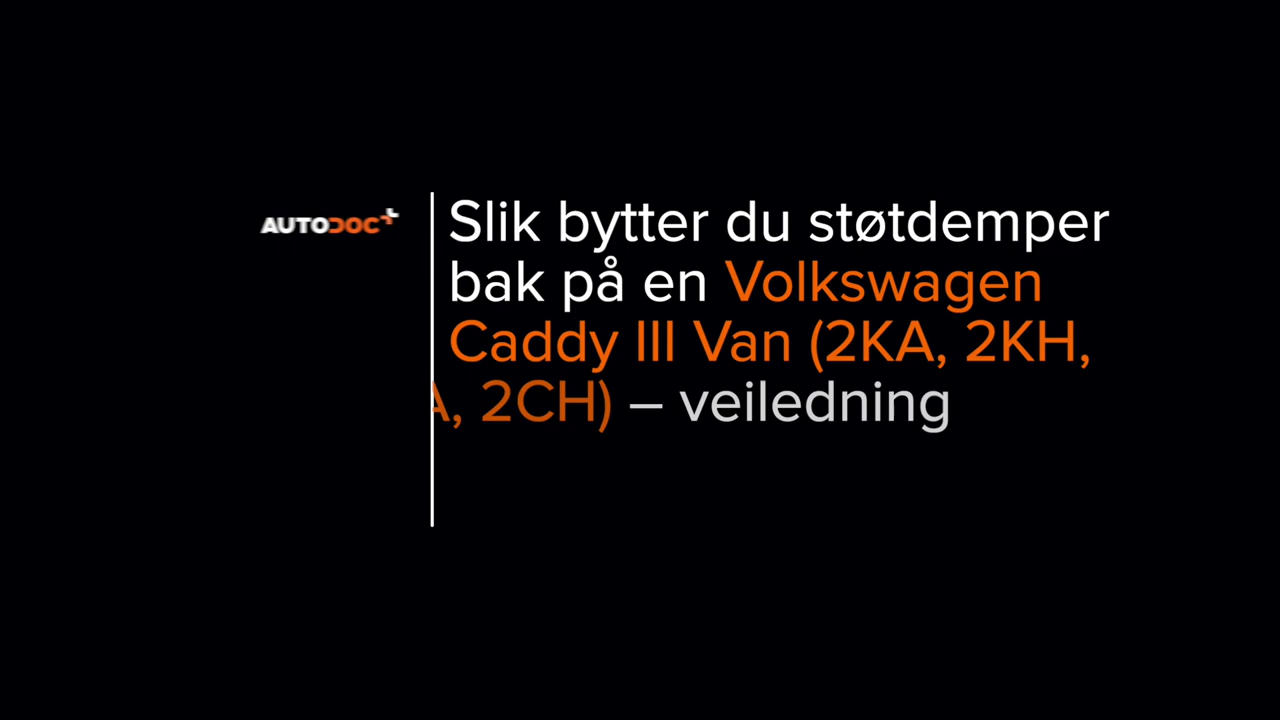 AUTODOC
Slik bytter du støtdemper
bak på en Volkswagen
Caddy III Van (2KA, 2KH,
2CH) – veiledning